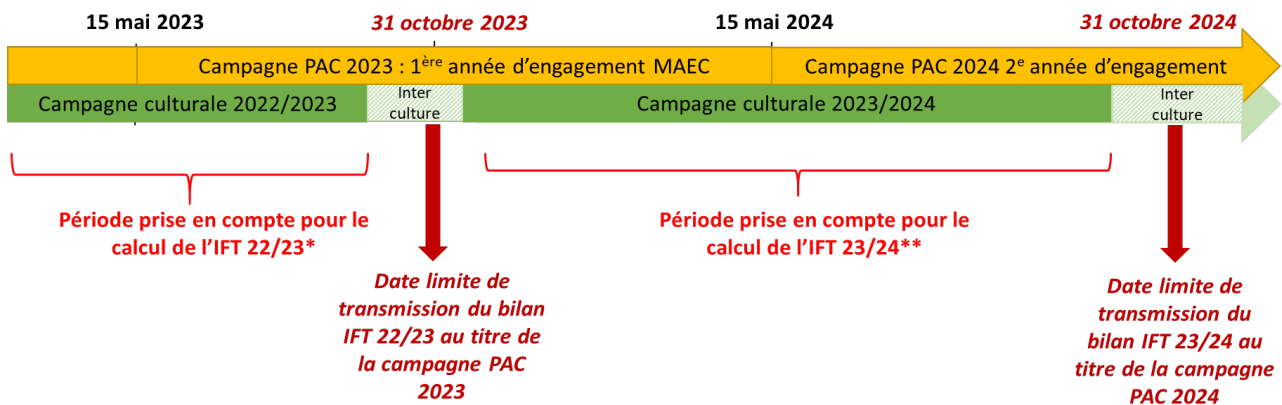 15 mai 2023
31 octobre 2023
15 mai 2024
31 octobre 2024
Campagne PAC 2023 : 1ère année d’engagement MAEC
Campagne PAC 2024 2e année d’engagement
Campagne culturale 2022/2023
Inter
culture
Campagne culturale 2023/2024
Inter
culture
Période prise en compte pour le
calcul de l’IFT 22/23*
Période prise en compte pour le
calcul de l’IFT 23/24**
Date limite de
transmission du bilan
IFT 22/23 au titre de
la campagne PAC
2023
Date limite de
transmission du
bilan IFT 23/24 au
titre de la campagne
PAC 2024